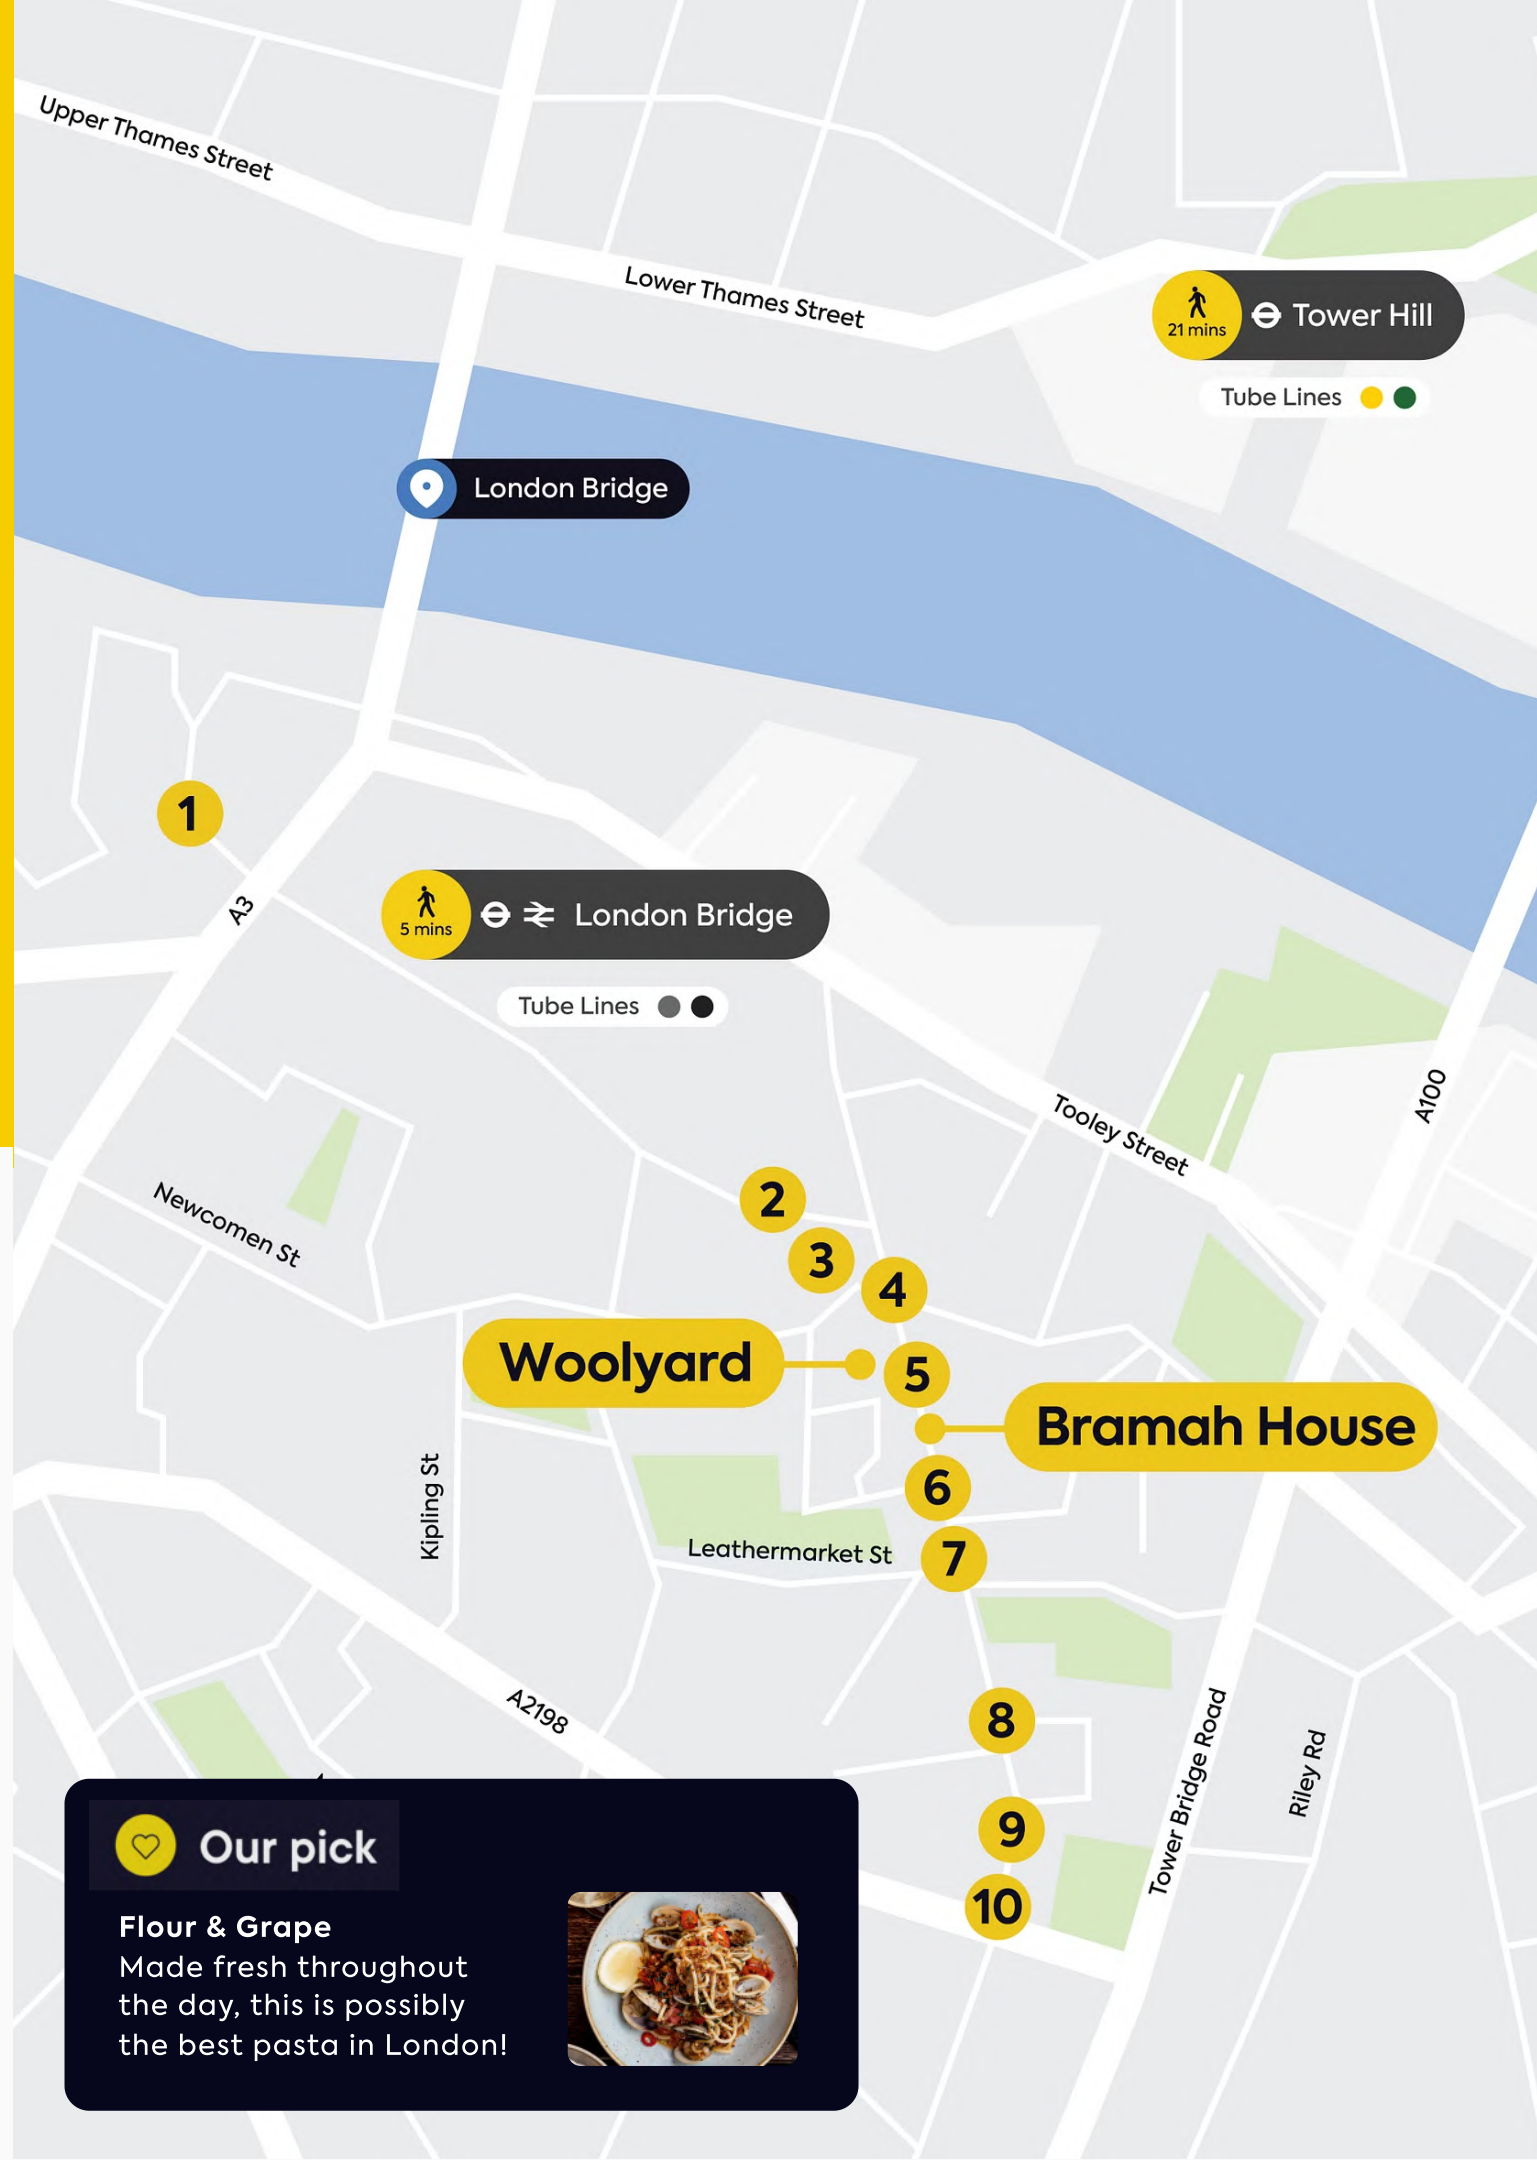 Upper Thames Street
Lower Thames Street
21 mins
Tower Hill
Tube Lines
London Bridge
1
A3
5 mins
London Bridge
Tube Lines
A100
Tooley Street
Newcomen St
2
3
4
Woolyard
5
Bramah House
6
Kipling St
Leathermarket St
7
A2198
8
Tower Bridge Road
Riley Rd
9
10
Our pick
Flour & Grape
Made fresh throughout
the day, this is possibly
the best pasta in London!